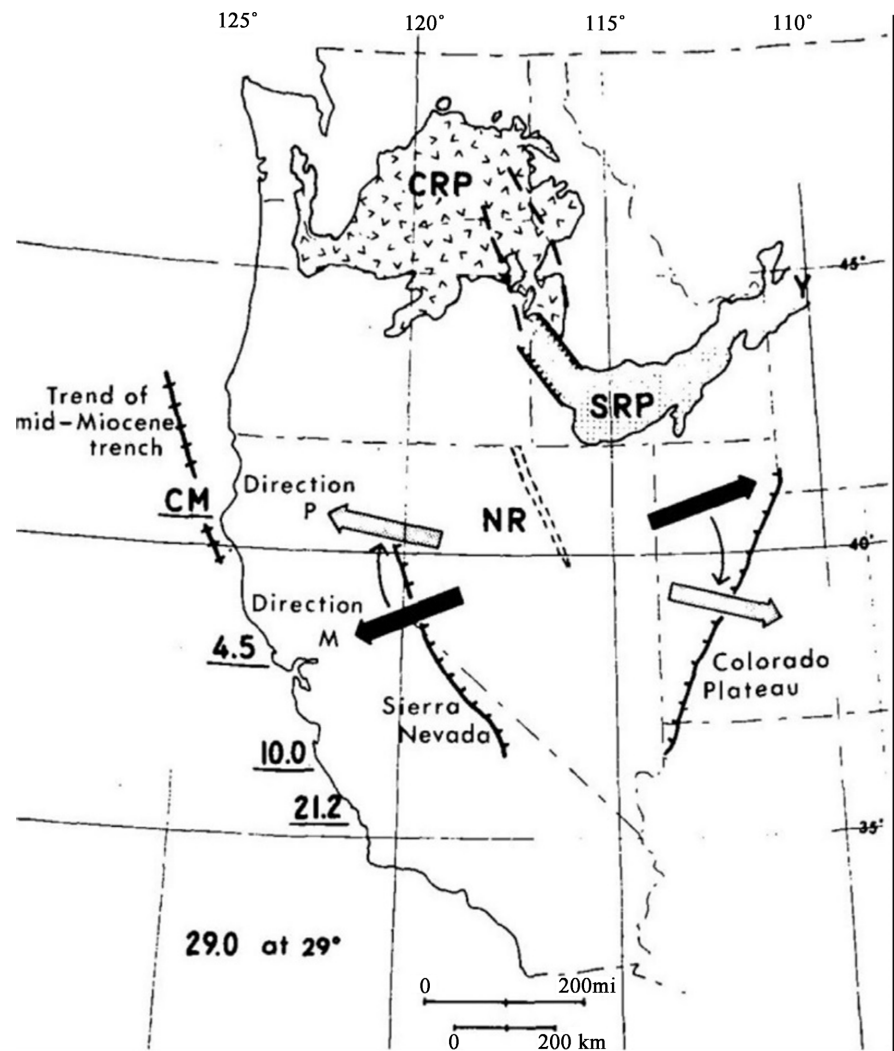 125° 120° 115° 110°
CRP
45°
Y
SRP
Trend of
mid-Miocene
trench
CM
Direction
P
NR
40°
Direction
M
4.5
Colorado
Plateau
Sierra
Nevada
10.0
21.2
35°
29.0 at 29°
0 200mi
0 200 km